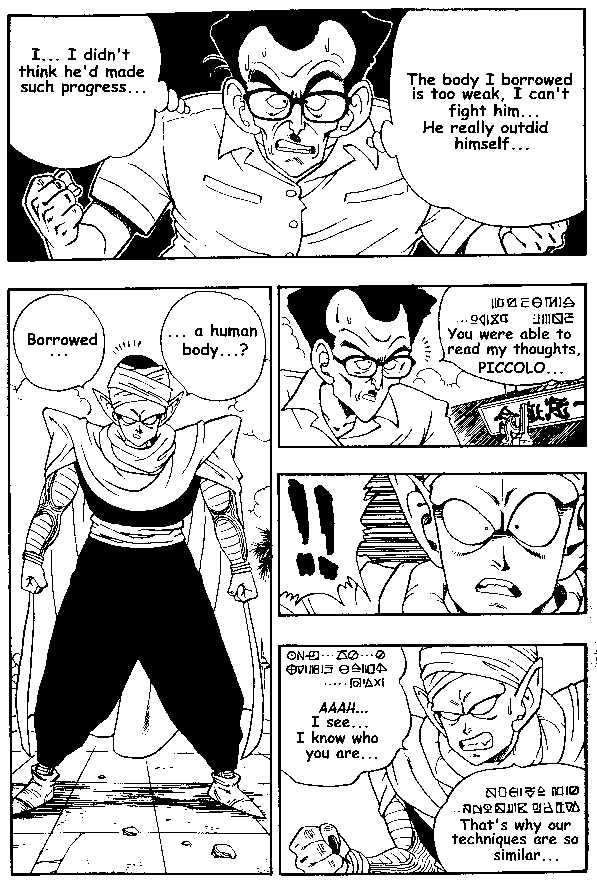 I... I didn't
think he'd made
such progress...
The body I borrowed
is too weak, I can't
fight him...
He really outdid
himself...
Borrowed
...
... a human
body...?
You were able to
read my thoughts,
PICCOLO...
!!
AAAH...
I see...
I know who
you are...
That's why our
techniques are so
similar...